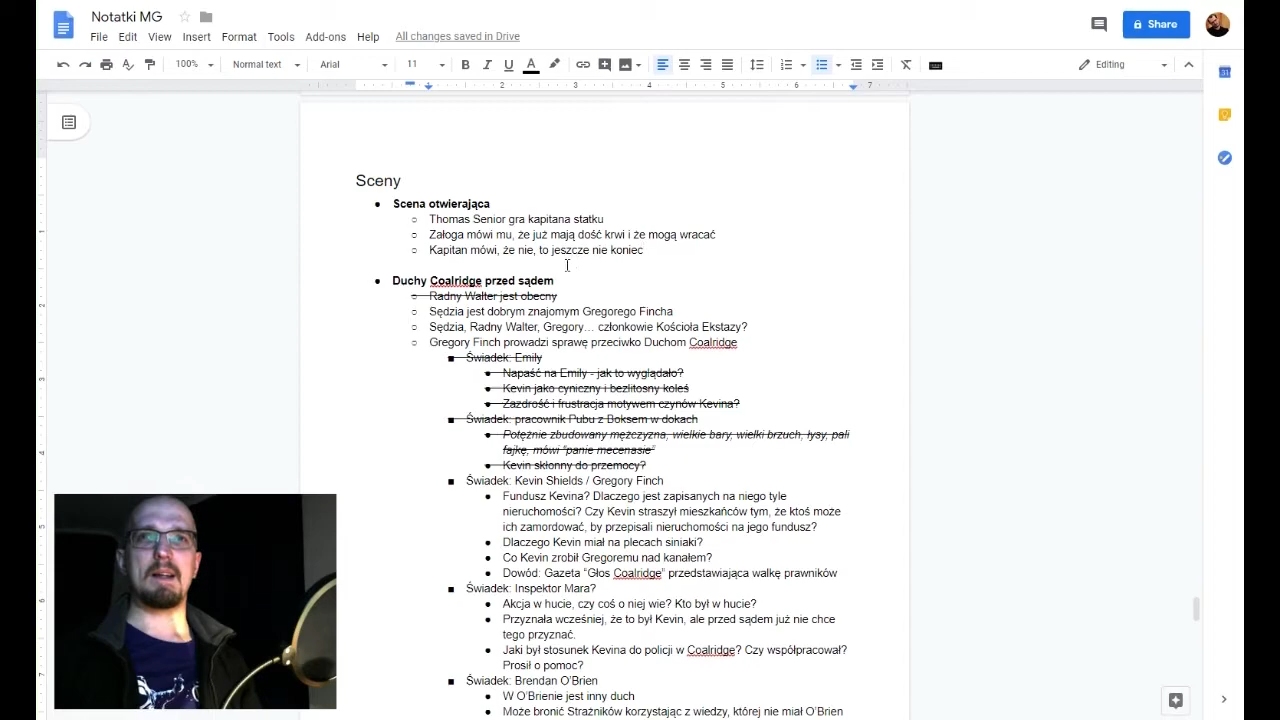 Notatki MG
File Edit View Insert Format Tools Add-ons Help All changes saved in Drive
Share
100% Normal text Arial 11 Editing
2 3 4 5 6 7
Sceny
● Scena otwierająca
○ Thomas Senior gra kapitana statku
○ Załoga mówi mu, że już mają dość krwi i że mogą wracać
○ Kapitan mówi, że nie, to jeszcze nie koniec
● Duchy Coalridge przed sądem
○ Radny Walter jest obecny
○ Sędzia jest dobrym znajomym Gregorego Fincha
○ Sędzia, Radny Walter, Gregory... członkowie Kościoła Ekstazy?
○ Gregory Finch prowadzi sprawę przeciwko Duchom Coalridge
■ Świadek: Emily
● Napaść na Emily - jak to wyglądało?
● Kevin jako cyniczny i bezlitosny koleś
● Zazdrość i frustracja motywem czynów Kevina?
■ Świadek: pracownik Pubu z Boksem w dokach
● Potężnie zbudowany mężczyzna, wielkie bary, wielki brzuch, łysy, pali
fajkę, mówi "panie mecenasie"
● Kevin skłonny do przemocy?
■ Świadek: Kevin Shields / Gregory Finch
● Fundusz Kevina? Dlaczego jest zapisanych na niego tyle
nieruchomości? Czy Kevin straszył mieszkańców tym, że ktoś może
ich zamordować, by przepisali nieruchomości na jego fundusz?
● Dlaczego Kevin miał na plecach siniaki?
● Co Kevin zrobił Gregoremu nad kanałem?
● Dowód: Gazeta “Głos Coalridge” przedstawiająca walkę prawników
■ Świadek: Inspektor Mara?
● Akcja w hucie, czy coś o niej wie? Kto był w hucie?
● Przyznała wcześniej, że to był Kevin, ale przed sądem już nie chce
tego przyznać.
● Jaki był stosunek Kevina do policji w Coalridge? Czy współpracował?
Prosił o pomoc?
■ Świadek: Brendan O’Brien
● W O’Brienie jest inny duch
● Może bronić Strażników korzystając z wiedzy, której nie miał O’Brien